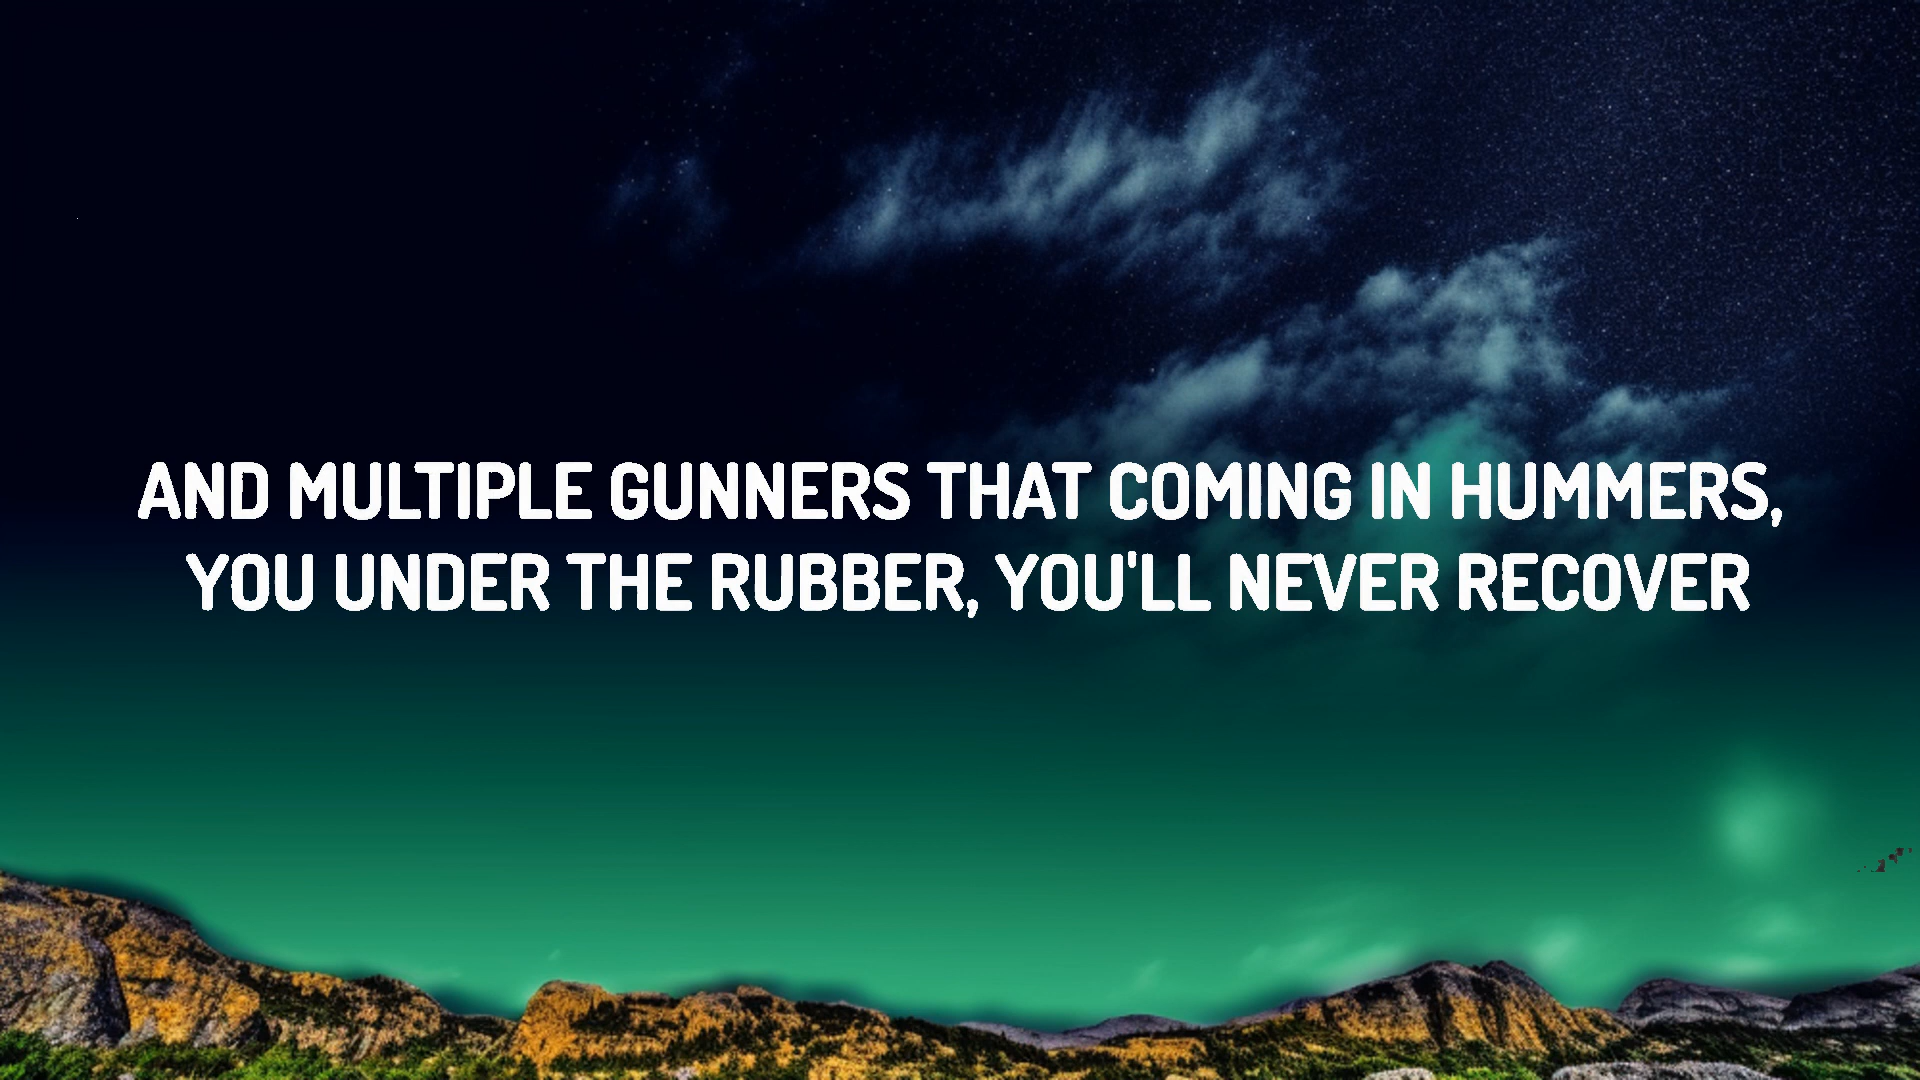 AND MULTIPLE GUNNERS THAT COMING IN HUMMERS,
YOU UNDER THE RUBBER, YOU'LL NEVER RECOVER